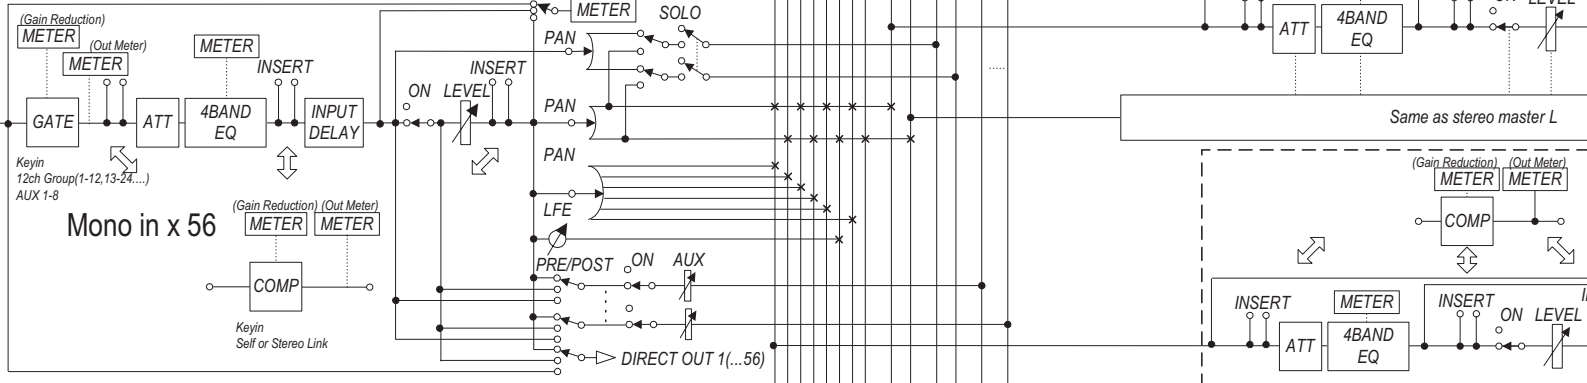 (Gain Reduction)
METER
(Out Meter)
METER
METER
INSERT
GATE
ATT
4BAND
EQ
INPUT
DELAY
Keyin
12ch Group(1-12,13-24....)
AUX 1-8
Mono in x 56
(Gain Reduction)
(Out Meter)
METER
METER
COMP
Keyin
Self or Stereo Link
ON
LEVEL
INSERT
METER
SOLO
PAN
PAN
PAN
LFE
PRE/POST
ON
AUX
DIRECT OUT 1(...56)
ATT
4BAND
EQ
ON
LEVEL
Same as stereo master L
(Gain Reduction)
(Out Meter)
METER
METER
COMP
INSERT
METER
INSERT
ON
LEVEL
ATT
4BAND
EQ